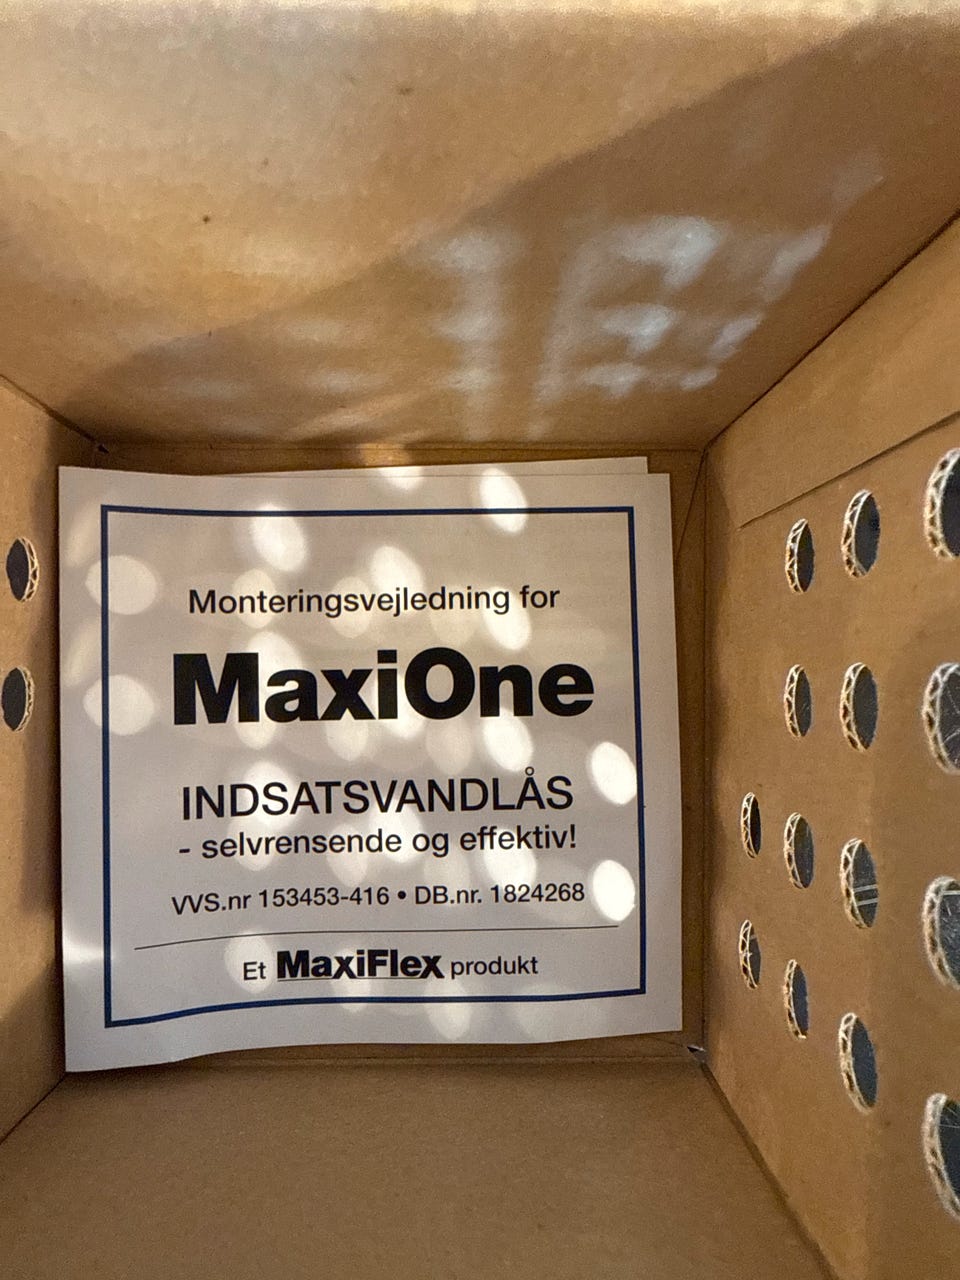 Monteringsvejledning for
MaxiOne
INDSATSVANDLÅS
- selvrensende og effektiv!
VVS.nr 153453-416 • DB.nr. 1824268
Et MaxiFlex produkt